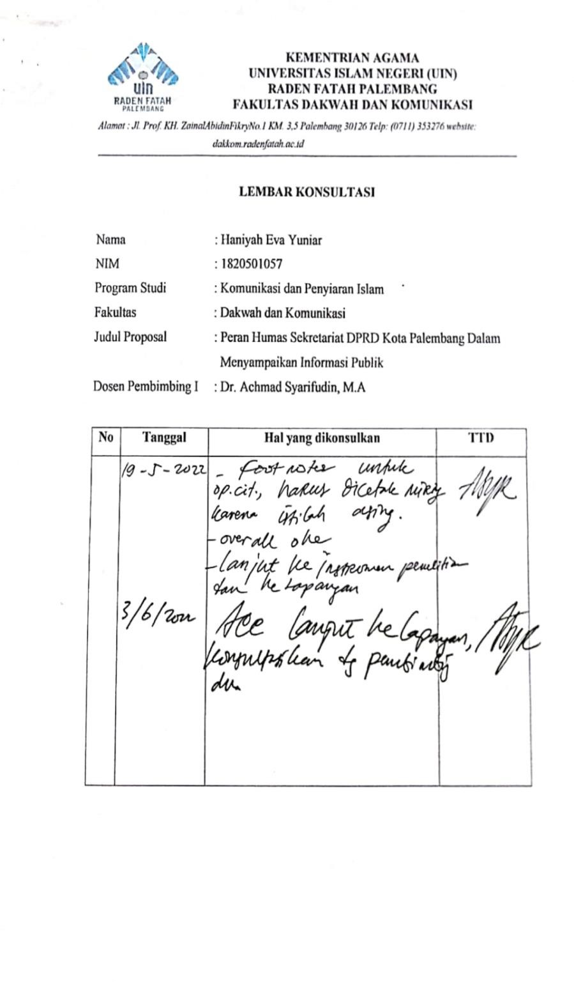 uin
RADEN FATAH
PALEMBANG
KEMENTRIAN AGAMA
UNIVERSITAS ISLAM NEGERI (UIN)
RADEN FATAH PALEMBANG
FAKULTAS DAKWAH DAN KOMUNIKASI
Alamat : Jl. Prof. KH. ZainalAbidinFikryNo.1 KM. 3,5 Palembang 30126 Telp: (0711) 353276 website:
dakkom.radenfatah.ac.id
LEMBAR KONSULTASI
Nama : Haniyah Eva Yuniar
NIM : 1820501057
Program Studi : Komunikasi dan Penyiaran Islam
Fakultas : Dakwah dan Komunikasi
Judul Proposal : Peran Humas Sekretariat DPRD Kota Palembang Dalam
Menyampaikan Informasi Publik
Dosen Pembimbing I : Dr. Achmad Syarifudin, M.A
No Tanggal Hal yang dikonsulkan TTD
19-5-2022 - Footnotes untuk
op.cit., harus dicetak miring
karena istilah asing.
- overall oke
- lanjut ke instrumen penelitian
dan ke lapangan
3/6/2022 Acc lanjut ke lapangan,
konsultasikan dg pembimbing
dua